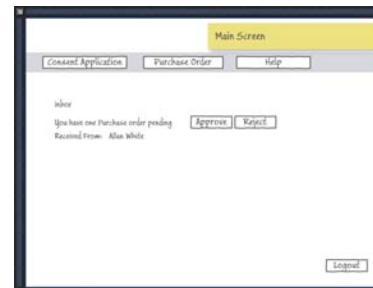 Main Screen
Consent Application Purchase Order Help
Inbox
You have one Purchase order pending Approve Reject
Received From: Allan White
Logout